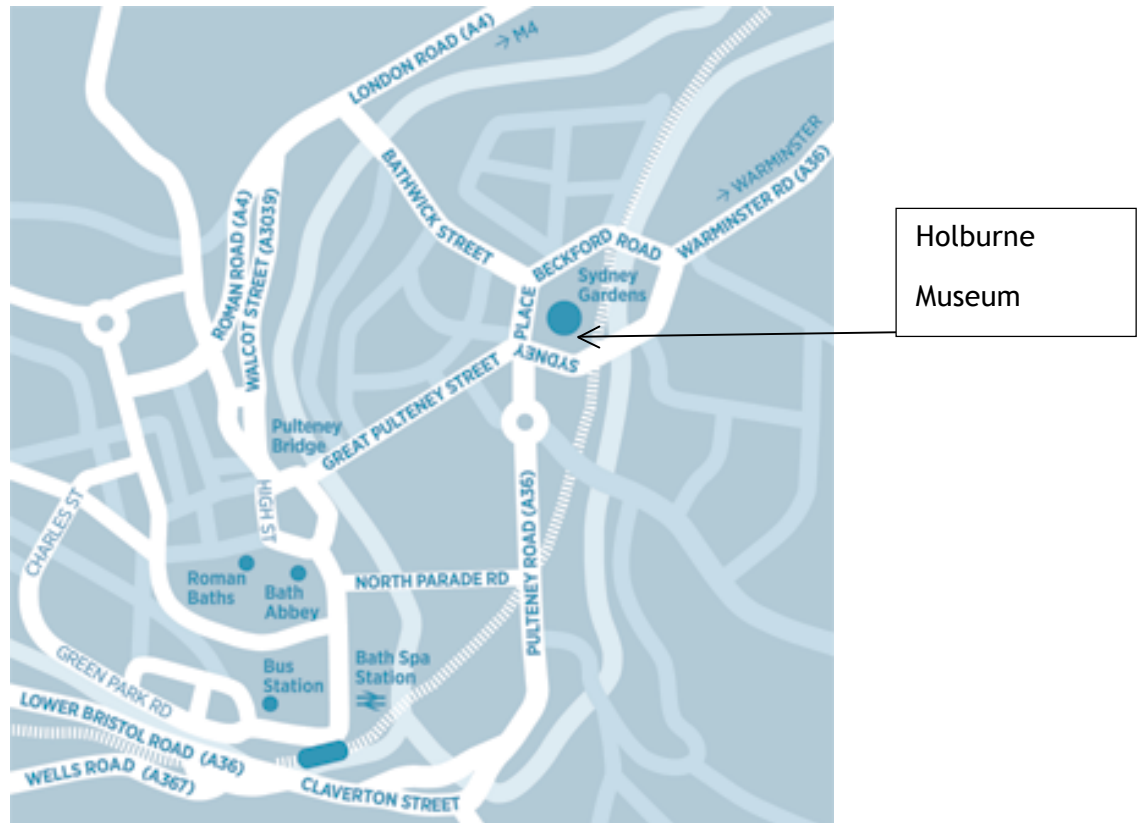 LONDON ROAD (A4)
→ M4
BATHWICK STREET
ROMAN ROAD (A4)
WALCOT STREET (A3039)
→ WARMINSTER
WARMINSTER RD (A36)
BECKFORD ROAD
Sydney
Gardens
SYDNEY
PLACE
Holburne
Museum
GREAT PULTENEY STREET
Pulteney
Bridge
HIGH ST
CHARLES ST
PULTENEY ROAD (A36)
NORTH PARADE RD
Roman
Baths
Bath
Abbey
GREEN PARK RD
Bus
Station
Bath Spa
Station
LOWER BRISTOL ROAD (A36)
WELLS ROAD (A367)
CLAVERTON STREET